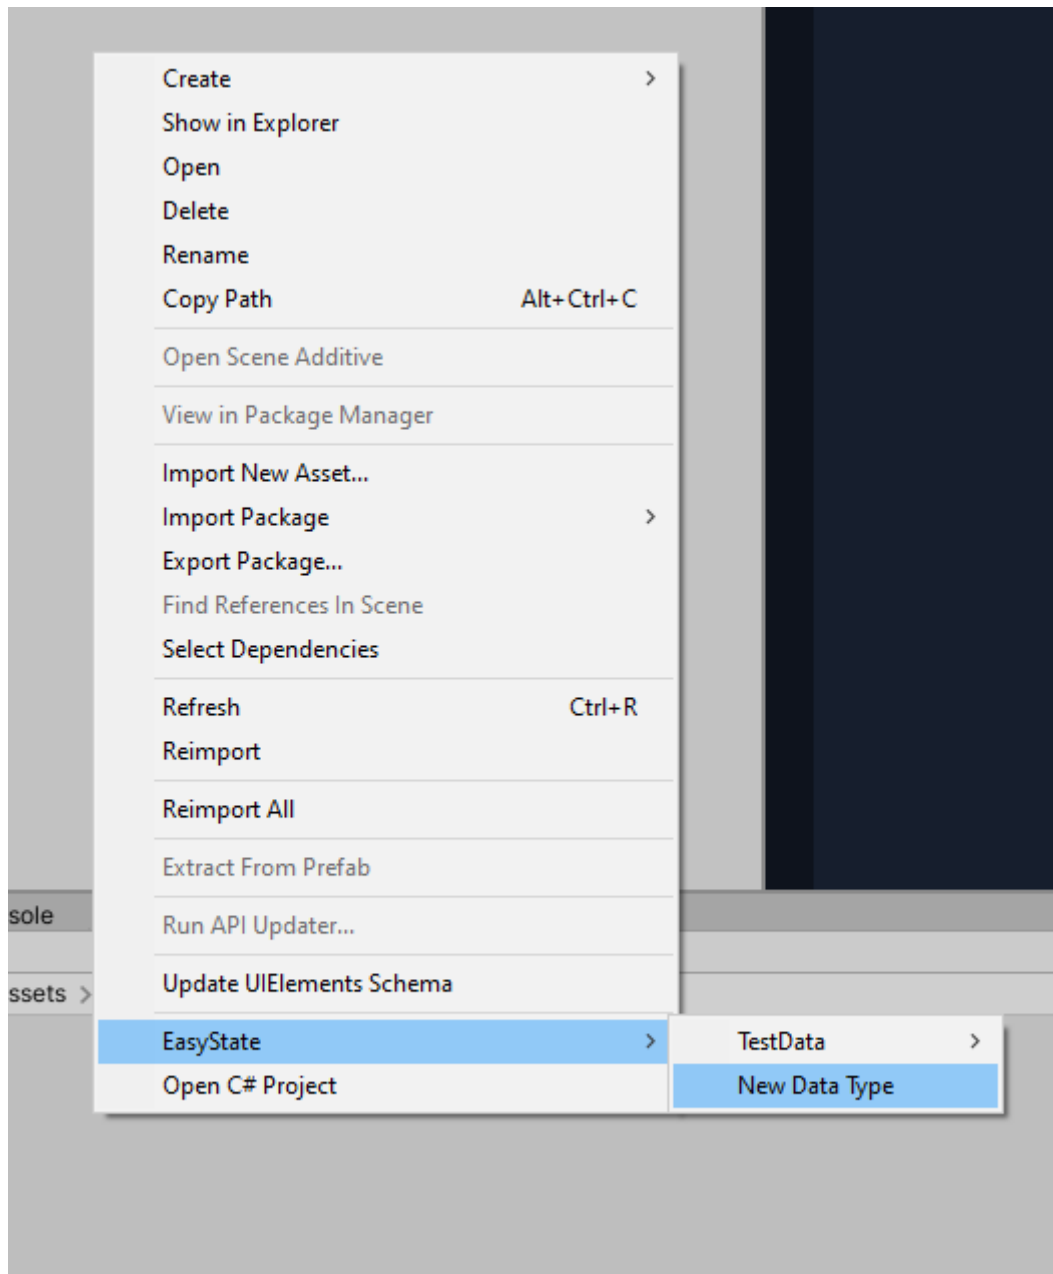 Create
Show in Explorer
Open
Delete
Rename
Copy Path Alt+Ctrl+C
Open Scene Additive
View in Package Manager
Import New Asset...
Import Package
Export Package...
Find References In Scene
Select Dependencies
Refresh Ctrl+R
Reimport
Reimport All
Extract From Prefab
sole
Run API Updater...
Update UIElements Schema
ssets >
EasyState
TestData
Open C# Project
New Data Type